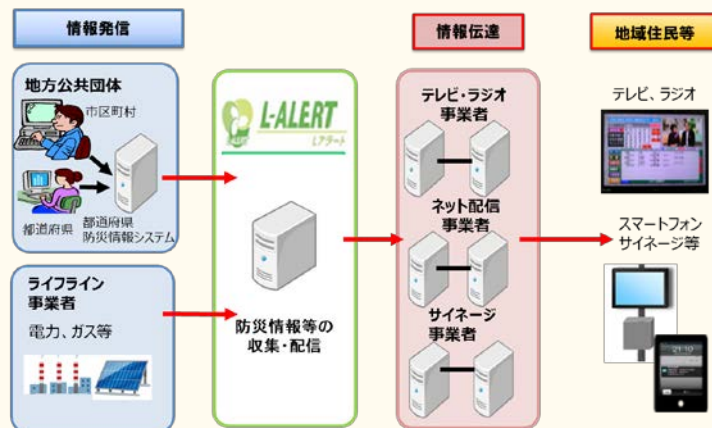 情報発信
地方公共団体
市区町村
都道府県
都道府県
防災情報システム
ライフライン
事業者
電力、ガス等
L-ALERT
Lアラート
防災情報等の
収集・配信
情報伝達
テレビ・ラジオ
事業者
ネット配信
事業者
サイネージ
事業者
地域住民等
テレビ、ラジオ
スマートフォン
サイネージ等